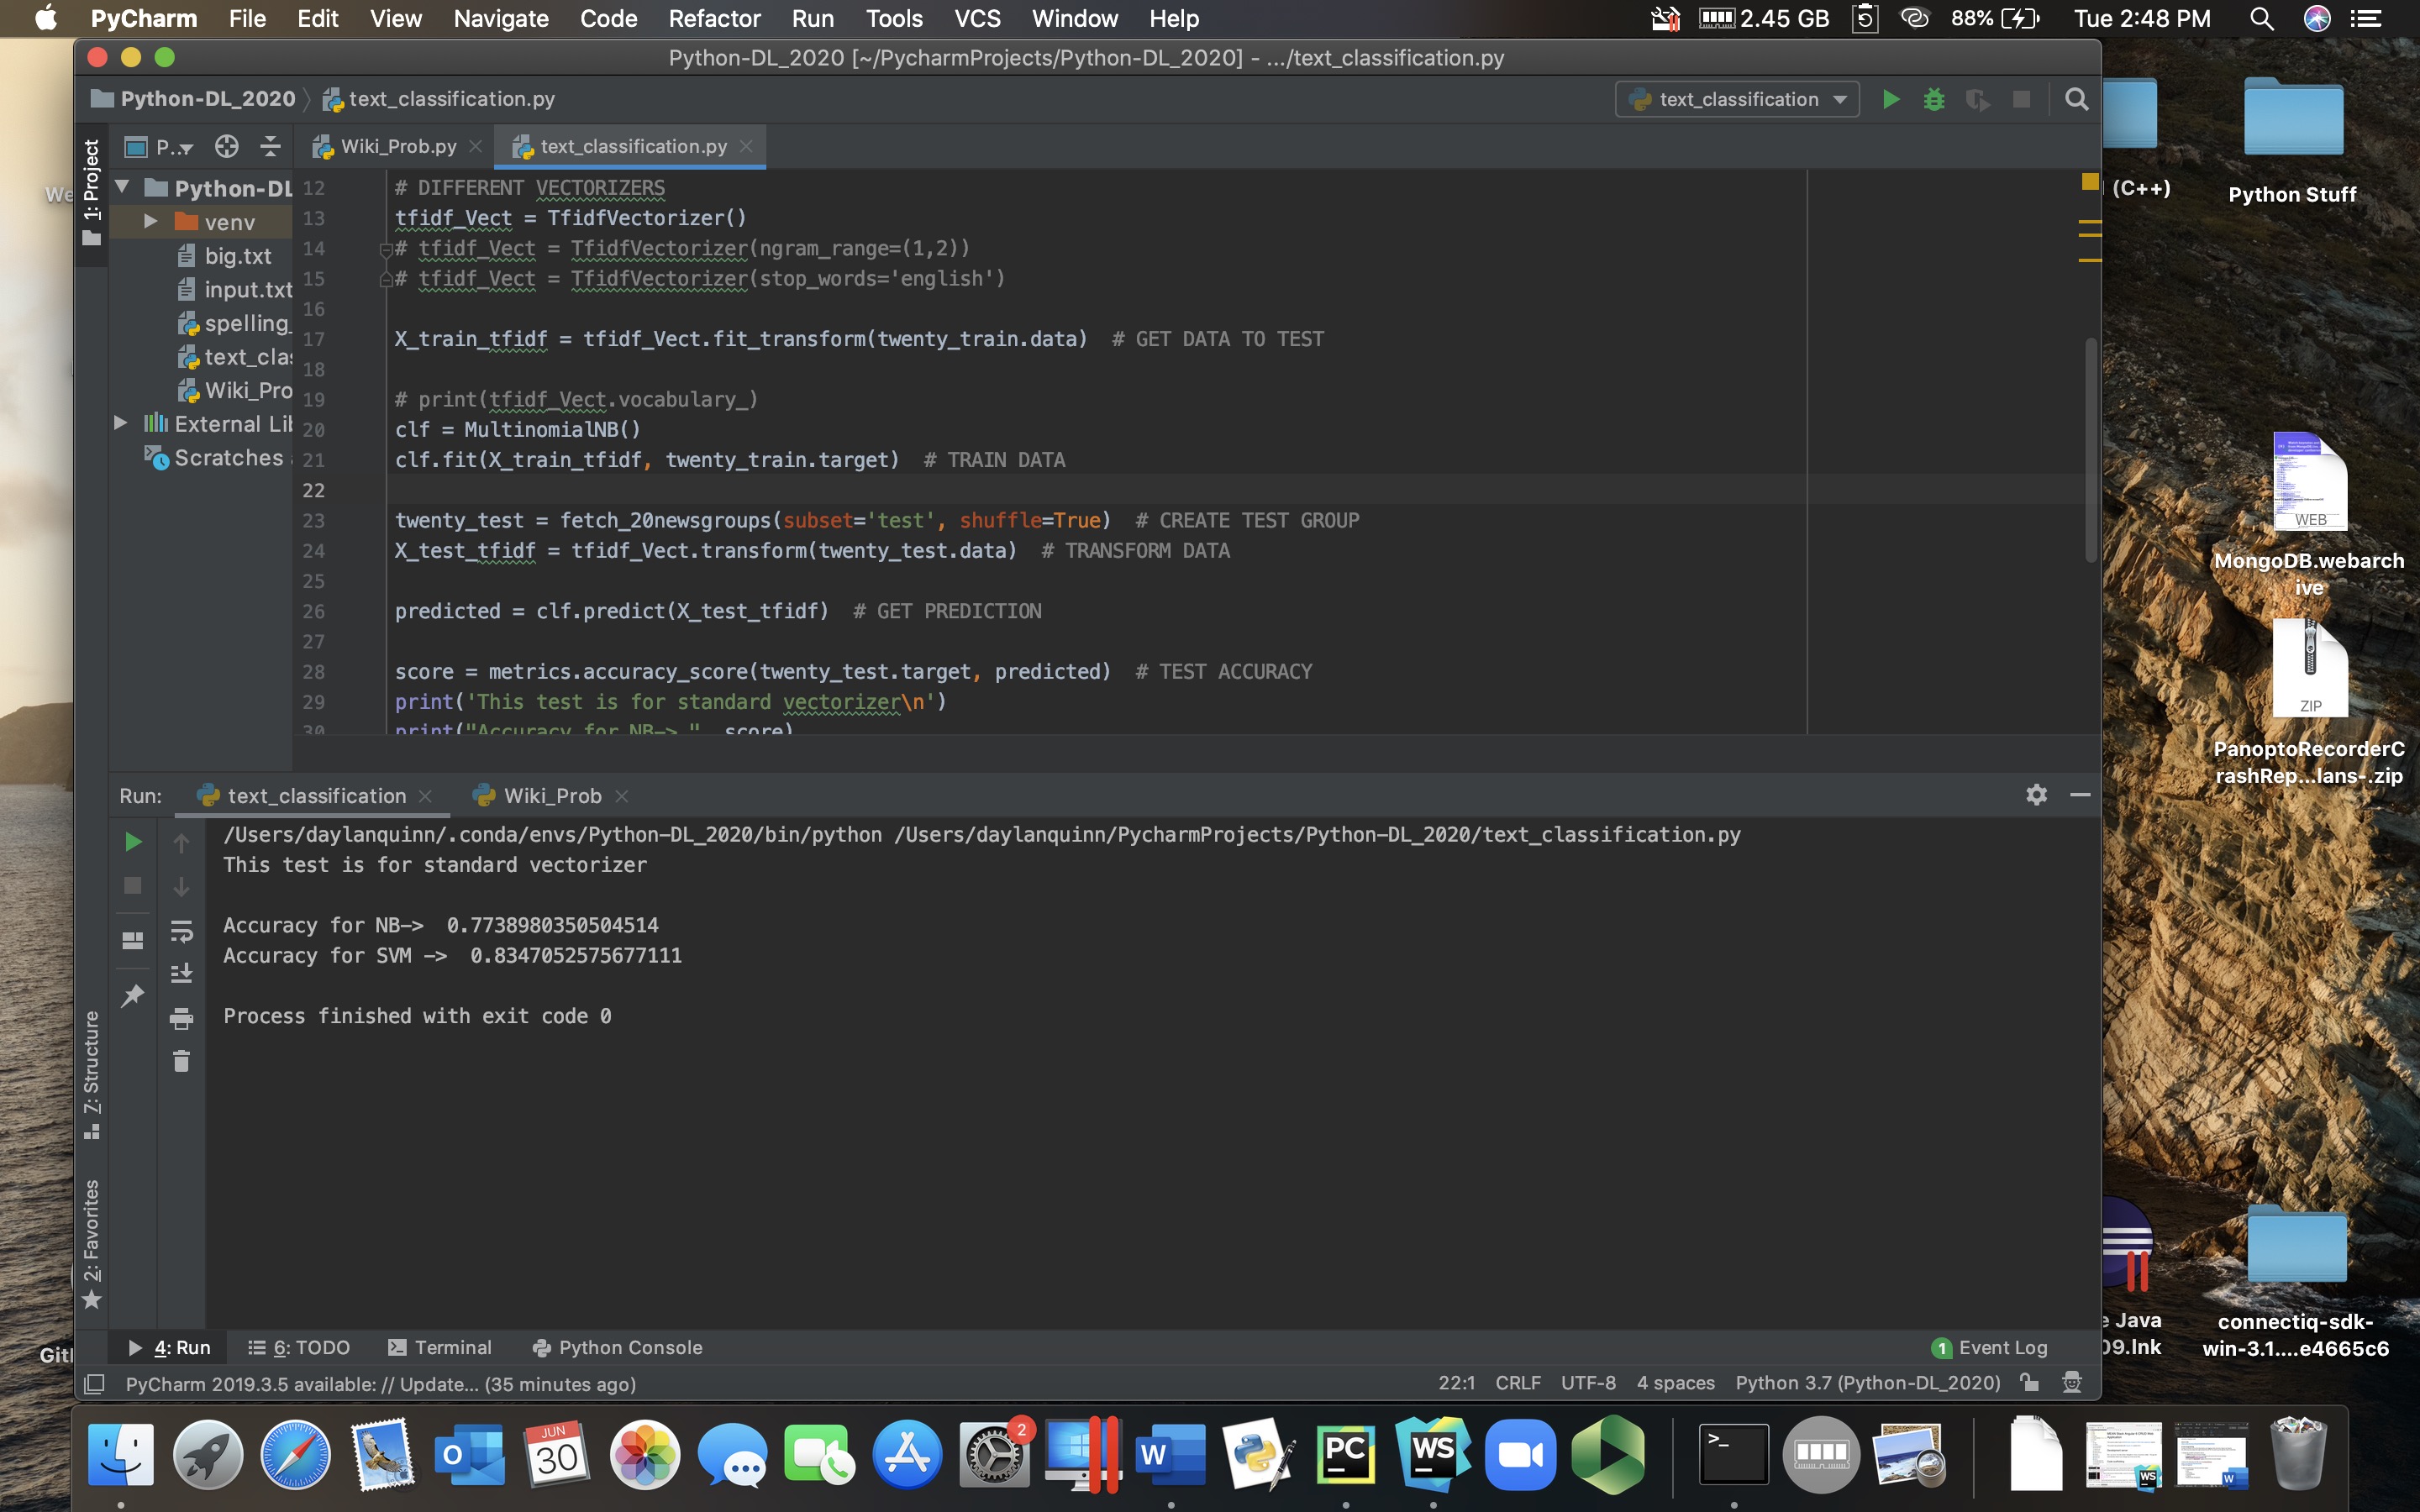 PyCharm File Edit View Navigate Code Refactor Run Tools VCS Window Help 2.45 GB 88% Tue 2:48 PM
Python-DL_2020 [~/PycharmProjects/Python-DL_2020] - .../text_classification.py
Python-DL_2020 text_classification.py text_classification
1: Project P... Wiki_Prob.py text_classification.py
Python-DL
venv
big.txt
input.txt
spelling_
text_clas
Wiki_Pro
External Lib
Scratches
12 # DIFFERENT VECTORIZERS
13 tfidf_Vect = TfidfVectorizer()
14 # tfidf_Vect = TfidfVectorizer(ngram_range=(1,2))
15 # tfidf_Vect = TfidfVectorizer(stop_words='english')
16
17 X_train_tfidf = tfidf_Vect.fit_transform(twenty_train.data)  # GET DATA TO TEST
18
19 # print(tfidf_Vect.vocabulary_)
20 clf = MultinomialNB()
21 clf.fit(X_train_tfidf, twenty_train.target)  # TRAIN DATA
22
23 twenty_test = fetch_20newsgroups(subset='test', shuffle=True)  # CREATE TEST GROUP
24 X_test_tfidf = tfidf_Vect.transform(twenty_test.data)  # TRANSFORM DATA
25
26 predicted = clf.predict(X_test_tfidf)  # GET PREDICTION
27
28 score = metrics.accuracy_score(twenty_test.target, predicted)  # TEST ACCURACY
29 print('This test is for standard vectorizer\n')
30 print("Accuracy for NB-> ", score)
Run: text_classification Wiki_Prob
/Users/daylanquinn/.conda/envs/Python-DL_2020/bin/python /Users/daylanquinn/PycharmProjects/Python-DL_2020/text_classification.py
This test is for standard vectorizer
Accuracy for NB->  0.7738980350504514
Accuracy for SVM ->  0.8347052575677111
Process finished with exit code 0
Z: Structure
2: Favorites
4: Run 6: TODO Terminal Python Console 1 Event Log
PyCharm 2019.3.5 available: // Update... (35 minutes ago) 22:1 CRLF UTF-8 4 spaces Python 3.7 (Python-DL_2020)
We
(C++)
Python Stuff
WEB
MongoDB.webarch
ive
ZIP
PanoptoRecorderC
rashRep...lans-.zip
e Java
09.lnk
connectiq-sdk-
win-3.1....e4665c6
Git
JUN
30
2
O
W
PC
WS
>_
WS
W